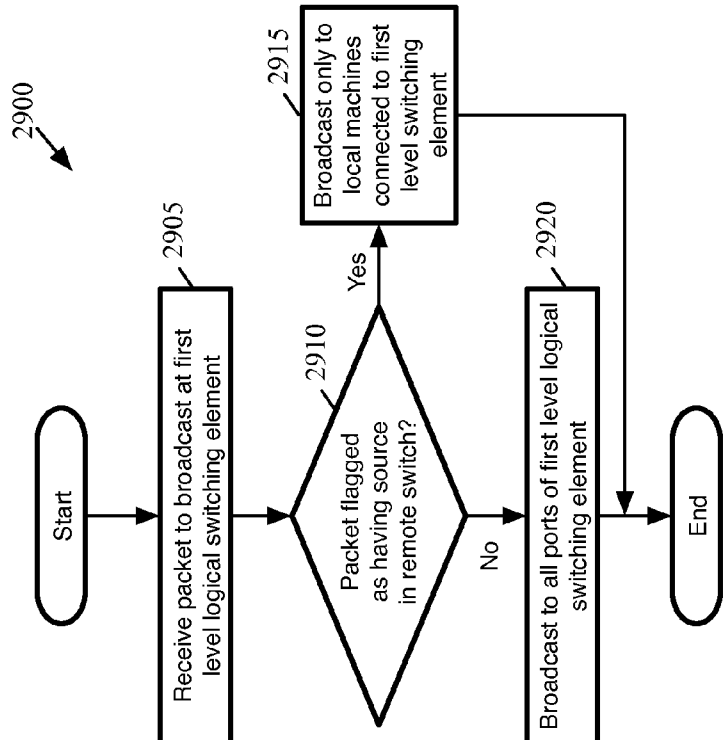 2900
Start
2905
Receive packet to broadcast at first
level logical switching element
2910
Packet flagged
as having source
in remote switch?
Yes
2915
Broadcast only to
local machines
connected to first
level switching
element
No
2920
Broadcast to all ports of first level logical
switching element
End